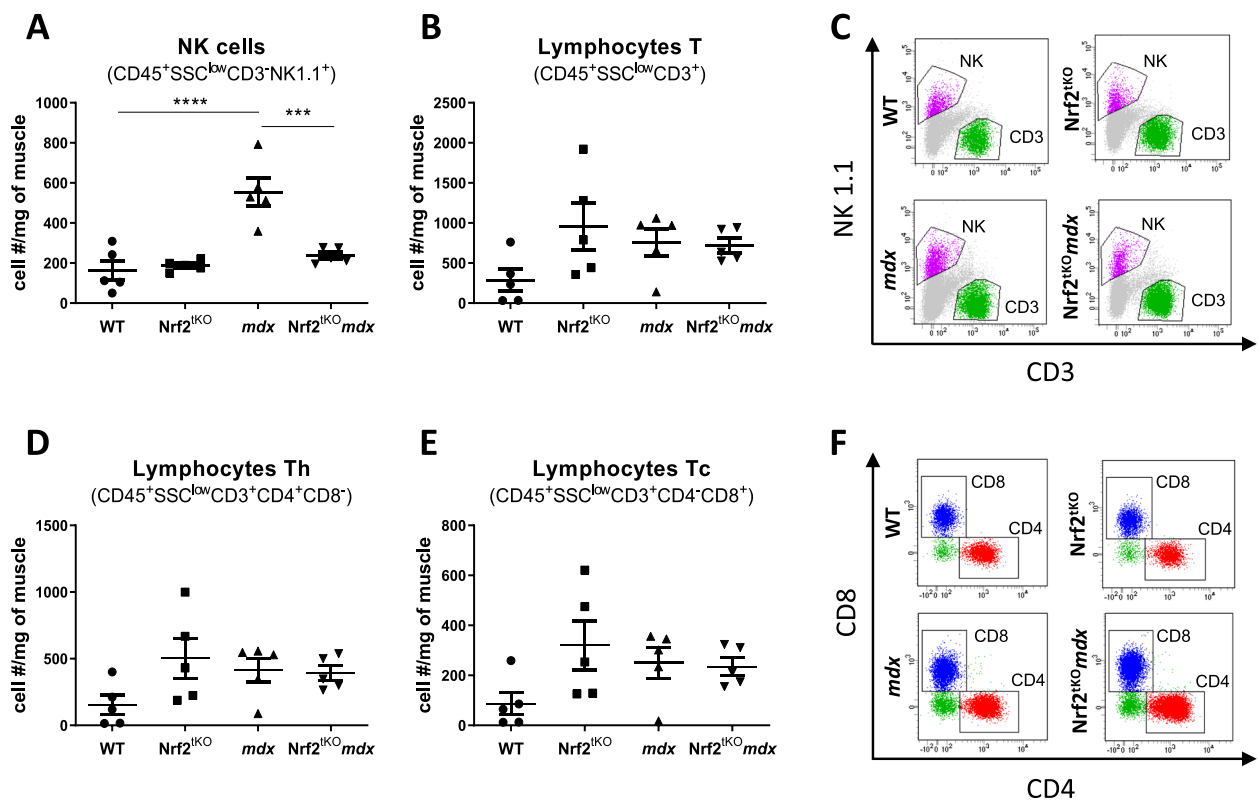 A
NK cells
(CD45⁺SSCˡᵒʷCD3⁻NK1.1⁺)
cell #/mg of muscle
1000
800
600
400
200
0
****
***
WT
Nrf2ᵗᴷᴼ
mdx
Nrf2ᵗᴷᴼmdx
B
Lymphocytes T
(CD45⁺SSCˡᵒʷCD3⁺)
cell #/mg of muscle
2500
2000
1500
1000
500
0
WT
Nrf2ᵗᴷᴼ
mdx
Nrf2ᵗᴷᴼmdx
C
NK 1.1
WT
NK
CD3
Nrf2ᵗᴷᴼ
NK
CD3
mdx
NK
CD3
Nrf2ᵗᴷᴼmdx
NK
CD3
CD3
D
Lymphocytes Th
(CD45⁺SSCˡᵒʷCD3⁺CD4⁺CD8⁻)
cell #/mg of muscle
1500
1000
500
0
WT
Nrf2ᵗᴷᴼ
mdx
Nrf2ᵗᴷᴼmdx
E
Lymphocytes Tc
(CD45⁺SSCˡᵒʷCD3⁺CD4⁻CD8⁺)
cell #/mg of muscle
800
600
400
200
0
WT
Nrf2ᵗᴷᴼ
mdx
Nrf2ᵗᴷᴼmdx
F
CD8
WT
CD8
CD4
Nrf2ᵗᴷᴼ
CD8
CD4
mdx
CD8
CD4
Nrf2ᵗᴷᴼmdx
CD8
CD4
CD4